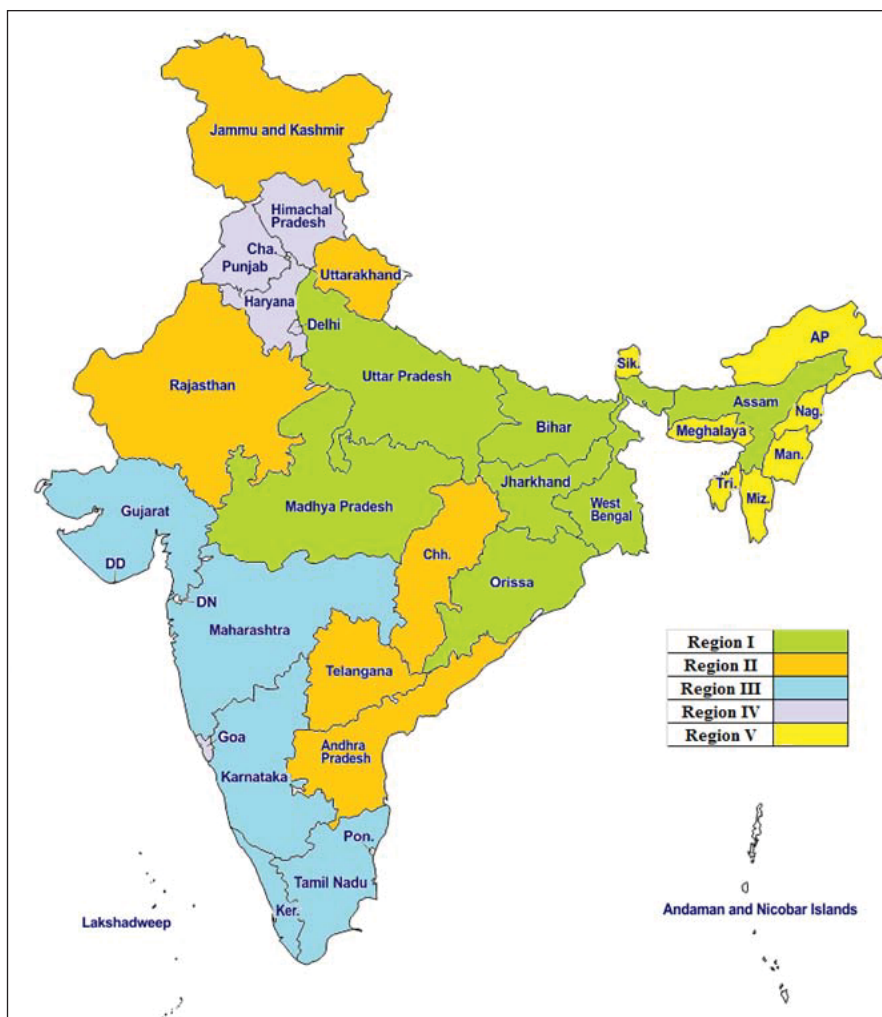 Jammu and Kashmir
Himachal
Pradesh
Cha.
Punjab
Uttarakhand
Haryana
Delhi
Rajasthan
Uttar Pradesh
Sik.
AP
Assam
Nag.
Bihar
Meghalaya
Man.
Jharkhand
Tri.
Miz.
Gujarat
Madhya Pradesh
West
Bengal
Chh.
DD
Orissa
DN
Maharashtra
Telangana
Region I
Region II
Region III
Region IV
Region V
Goa
Andhra
Pradesh
Karnataka
Pon.
Tamil Nadu
Ker.
Lakshadweep
Andaman and Nicobar Islands